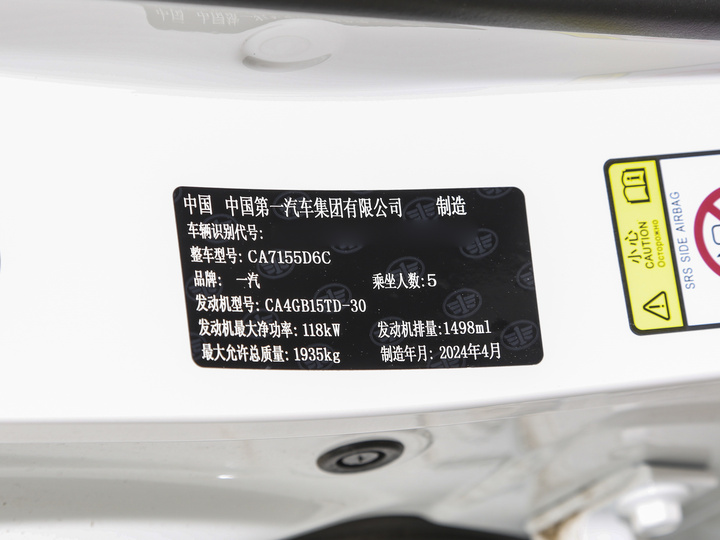 中国 中国第一汽车集团有限公司 制造
车辆识别代号:
整车型号: CA7155D6C
品牌: 一汽 乘坐人数: 5
发动机型号: CA4GB15TD-30
发动机最大净功率: 118kW 发动机排量: 1498ml
最大允许总质量: 1935kg 制造年月: 2024年4月
小心
CAUTION
Осторожно
SRS SIDE AIRBAG